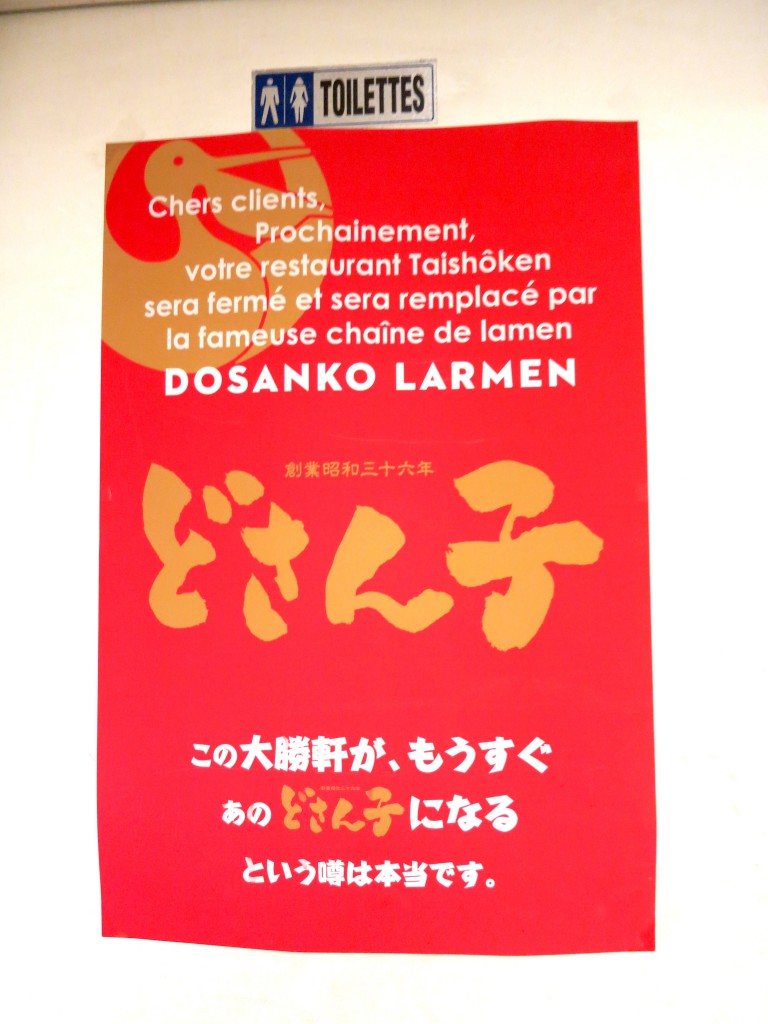 TOILETTES
Chers clients,
Prochainement,
votre restaurant Taishôken
sera fermé et sera remplacé par
la fameuse chaîne de lamen
DOSANKO LARMEN
創業昭和三十六年
どさん子
この大勝軒が、もうすぐ
あの どさん子 になる
という噂は本当です。